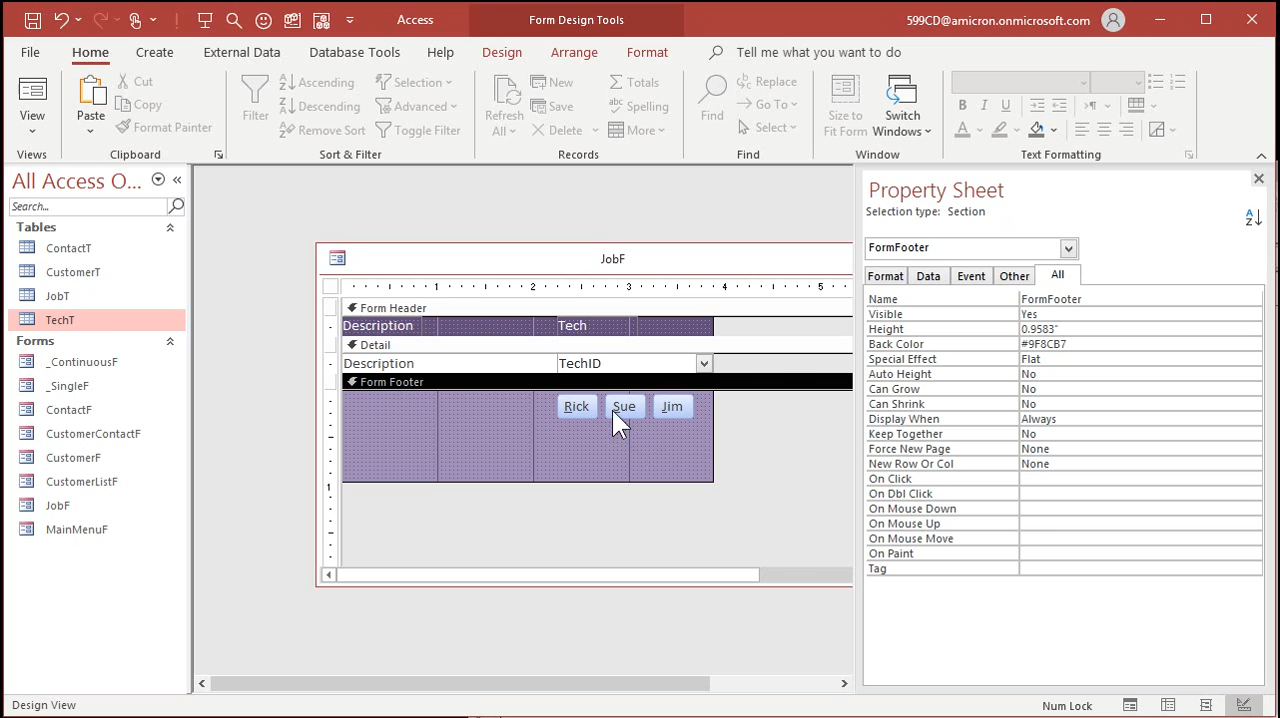 Access
Form Design Tools
599CD@amicron.onmicrosoft.com
File Home Create External Data Database Tools Help Design Arrange Format Tell me what you want to do
View
Views
Paste
Cut
Copy
Format Painter
Clipboard
Filter
Ascending
Descending
Remove Sort
Selection
Advanced
Toggle Filter
Sort & Filter
Refresh
All
New
Save
Delete
Totals
Spelling
More
Records
Find
Replace
Go To
Select
Find
Size to
Fit Form
Switch
Windows
Window
B I U
A
Text Formatting
All Access O...
Search...
Tables
ContactT
CustomerT
JobT
TechT
Forms
_ContinuousF
_SingleF
ContactF
CustomerContactF
CustomerF
CustomerListF
JobF
MainMenuF
JobF
1 2 3 4 5
Form Header
Description Tech
Detail
Description TechID
Form Footer
Rick Sue Jim
1
Property Sheet
Selection type: Section
A
Z
FormFooter
Format Data Event Other All
Name FormFooter
Visible Yes
Height 0.9583"
Back Color #9F8CB7
Special Effect Flat
Auto Height No
Can Grow No
Can Shrink No
Display When Always
Keep Together No
Force New Page None
New Row Or Col None
On Click
On Dbl Click
On Mouse Down
On Mouse Up
On Mouse Move
On Paint
Tag
Design View
Num Lock